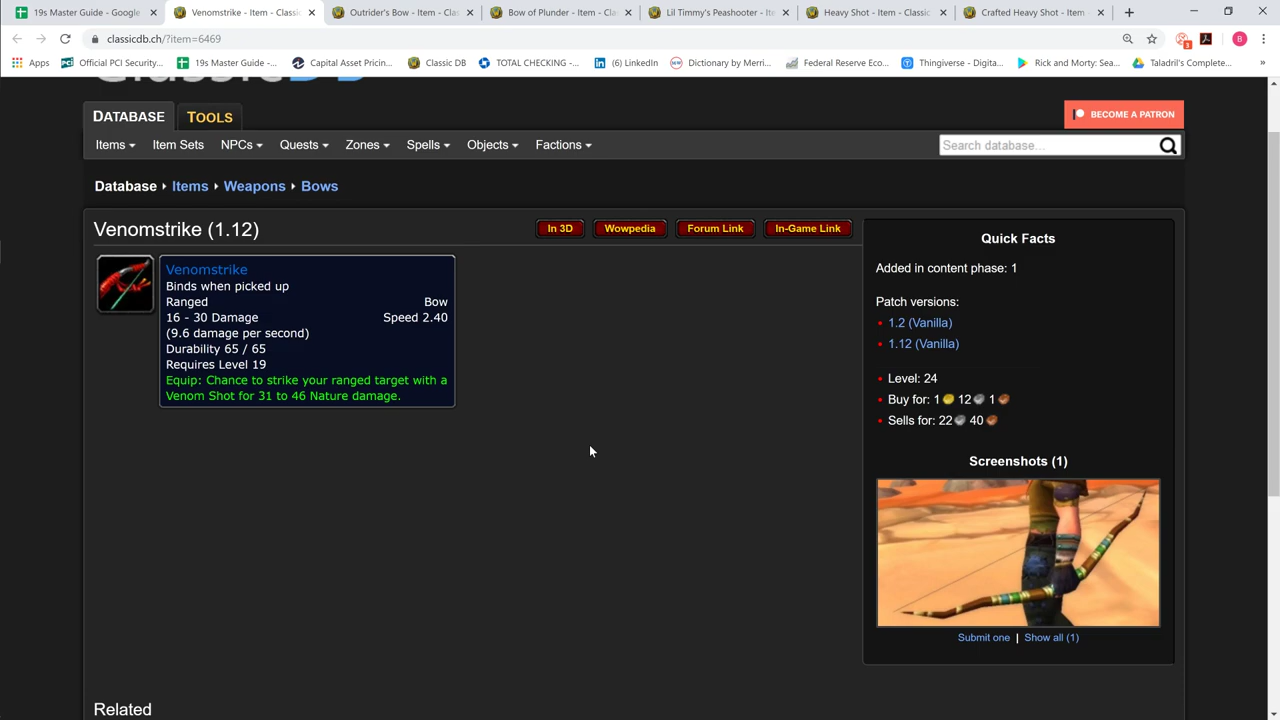 19s Master Guide - Google
Venomstrike - Item - Classic
Outrider's Bow - Item - Clas
Bow of Plunder - Item - Cla
Lil Timmy's Peashooter - Ite
Heavy Shot - Item - Classic
Crafted Heavy Shot - Item -
classicdb.ch/?item=6469
Apps
Official PCI Security...
19s Master Guide -...
Capital Asset Pricin...
Classic DB
TOTAL CHECKING -...
(6) LinkedIn
Dictionary by Merri...
Federal Reserve Eco...
Thingiverse - Digita...
Rick and Morty: Sea...
Taladril's Complete...
DATABASE
TOOLS
BECOME A PATRON
Items
Item Sets
NPCs
Quests
Zones
Spells
Objects
Factions
Search database...
Database
Items
Weapons
Bows
Venomstrike (1.12)
In 3D
Wowpedia
Forum Link
In-Game Link
Venomstrike
Binds when picked up
Ranged Bow
16 - 30 Damage Speed 2.40
(9.6 damage per second)
Durability 65 / 65
Requires Level 19
Equip: Chance to strike your ranged target with a
Venom Shot for 31 to 46 Nature damage.
Quick Facts
Added in content phase: 1
Patch versions:
1.2 (Vanilla)
1.12 (Vanilla)
Level: 24
Buy for: 1 12 1
Sells for: 22 40
Screenshots (1)
Submit one | Show all (1)
Related